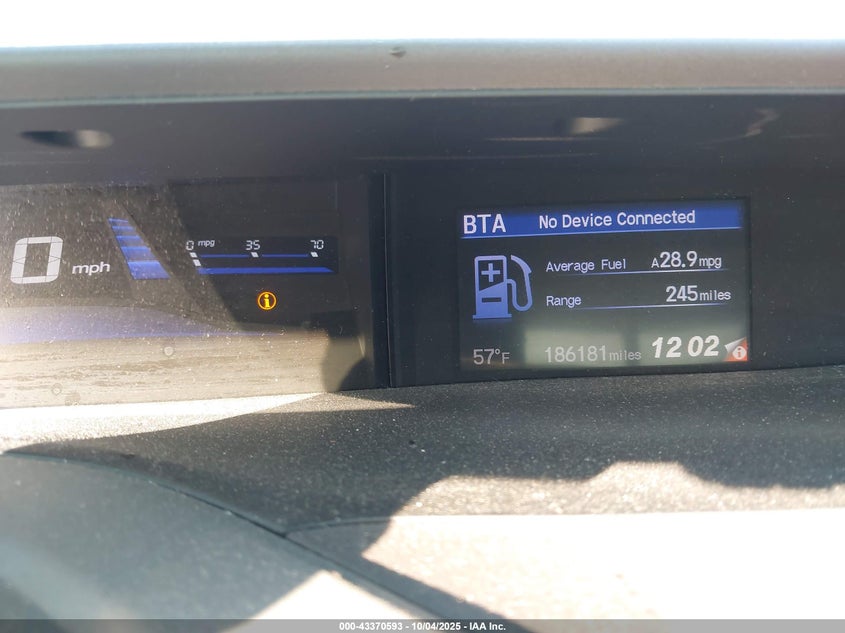 0 mph
0 mpg 35 70
BTA No Device Connected
Average Fuel A28.9mpg
Range 245miles
57°F 186181miles 12 02
000-43370593 - 10/04/2025 - IAA Inc.